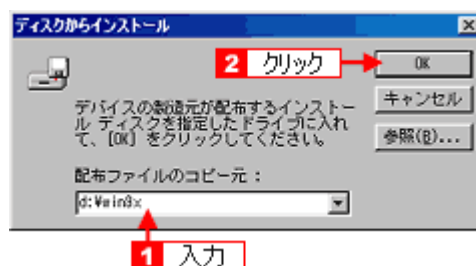 ディスクからインストール
2 クリック
OK
キャンセル
参照(R)...
デバイスの製造元が配布するインストー
ル ディスクを指定したドライブに入れ
て、[OK] をクリックしてください。
配布ファイルのコピー元：
d:¥win9x
1 入力